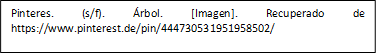 Pinteres. (s/f). Árbol. [Imagen]. Recuperado de
https://www.pinterest.de/pin/444730531951958502/